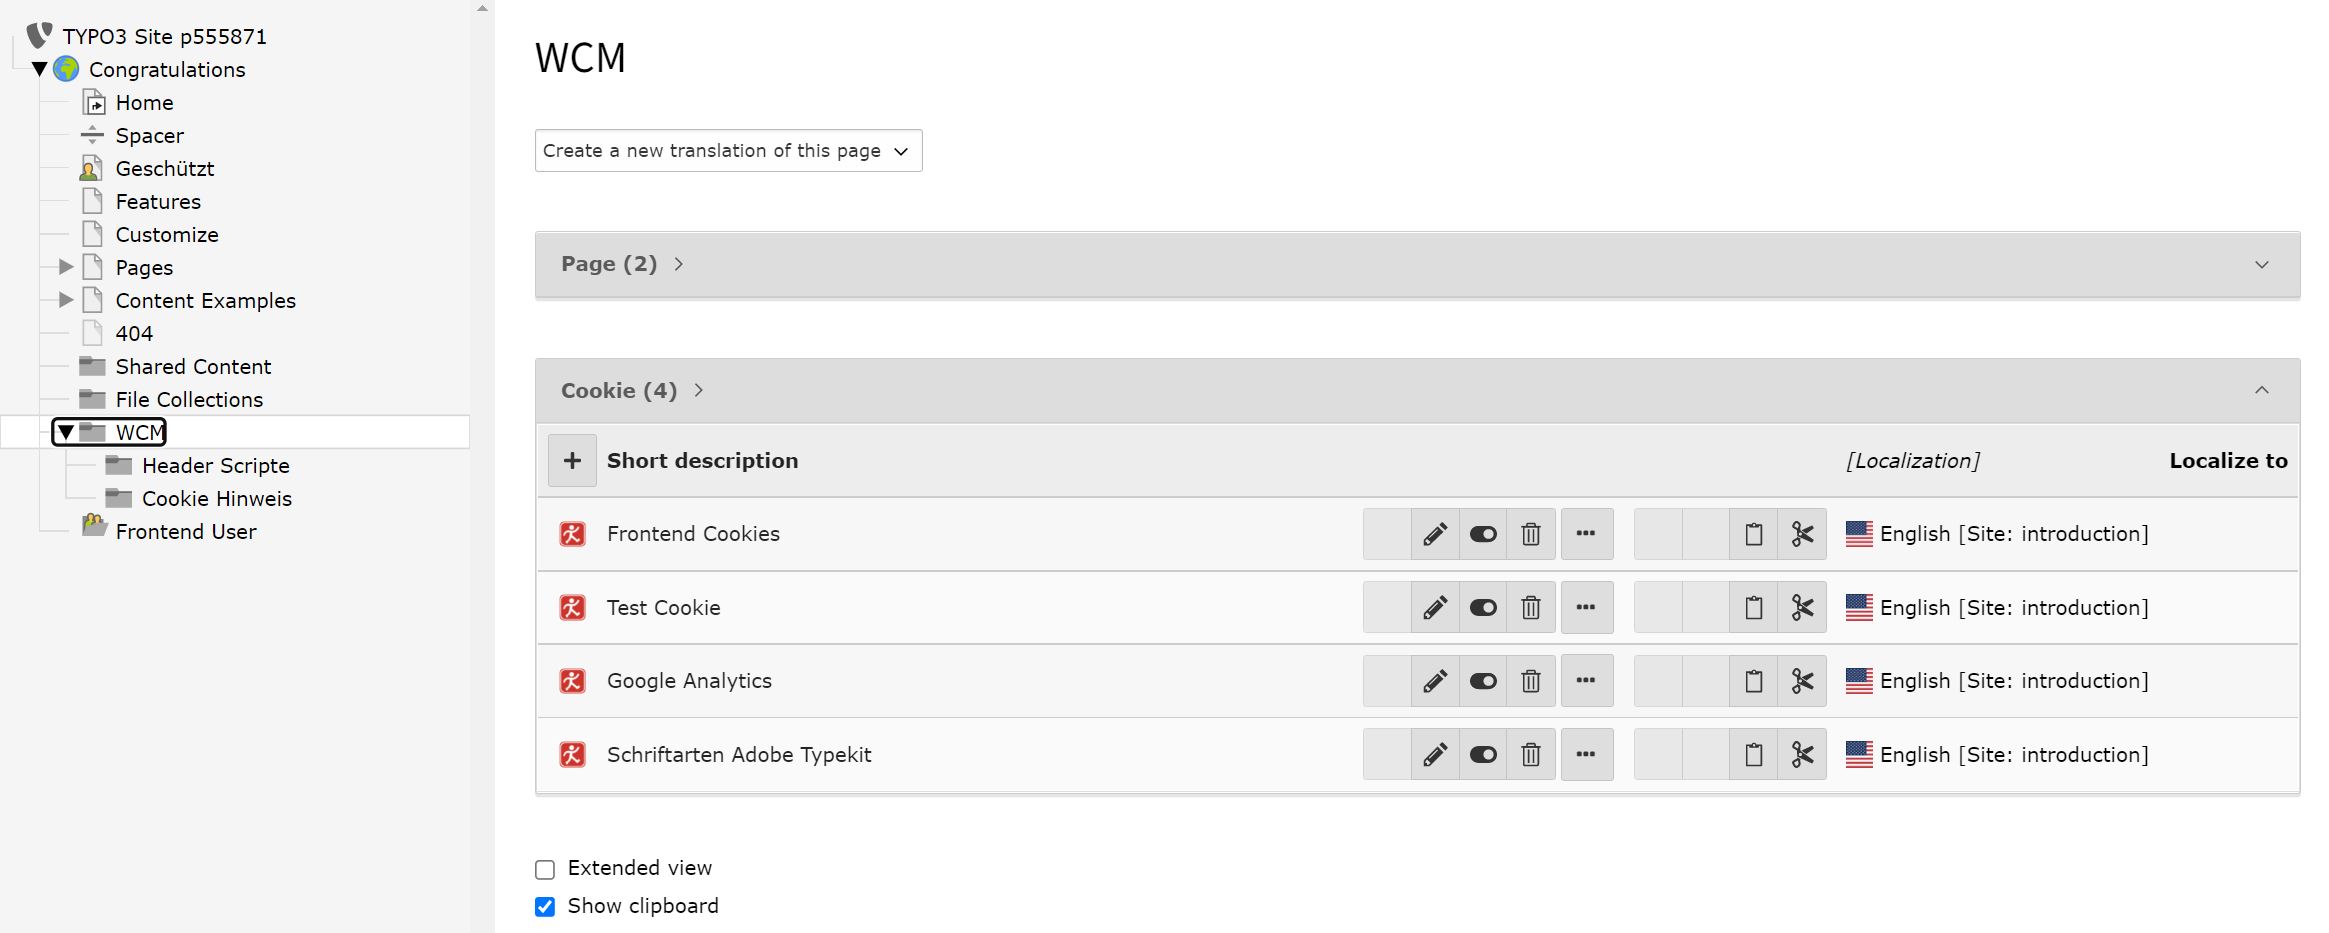 TYPO3 Site p555871
Congratulations
Home
Spacer
Geschützt
Features
Customize
Pages
Content Examples
404
Shared Content
File Collections
WCM
Header Scripte
Cookie Hinweis
Frontend User
WCM
Create a new translation of this page
Page (2)
Cookie (4)
Short description [Localization] Localize to
Frontend Cookies English [Site: introduction]
Test Cookie English [Site: introduction]
Google Analytics English [Site: introduction]
Schriftarten Adobe Typekit English [Site: introduction]
Extended view
Show clipboard